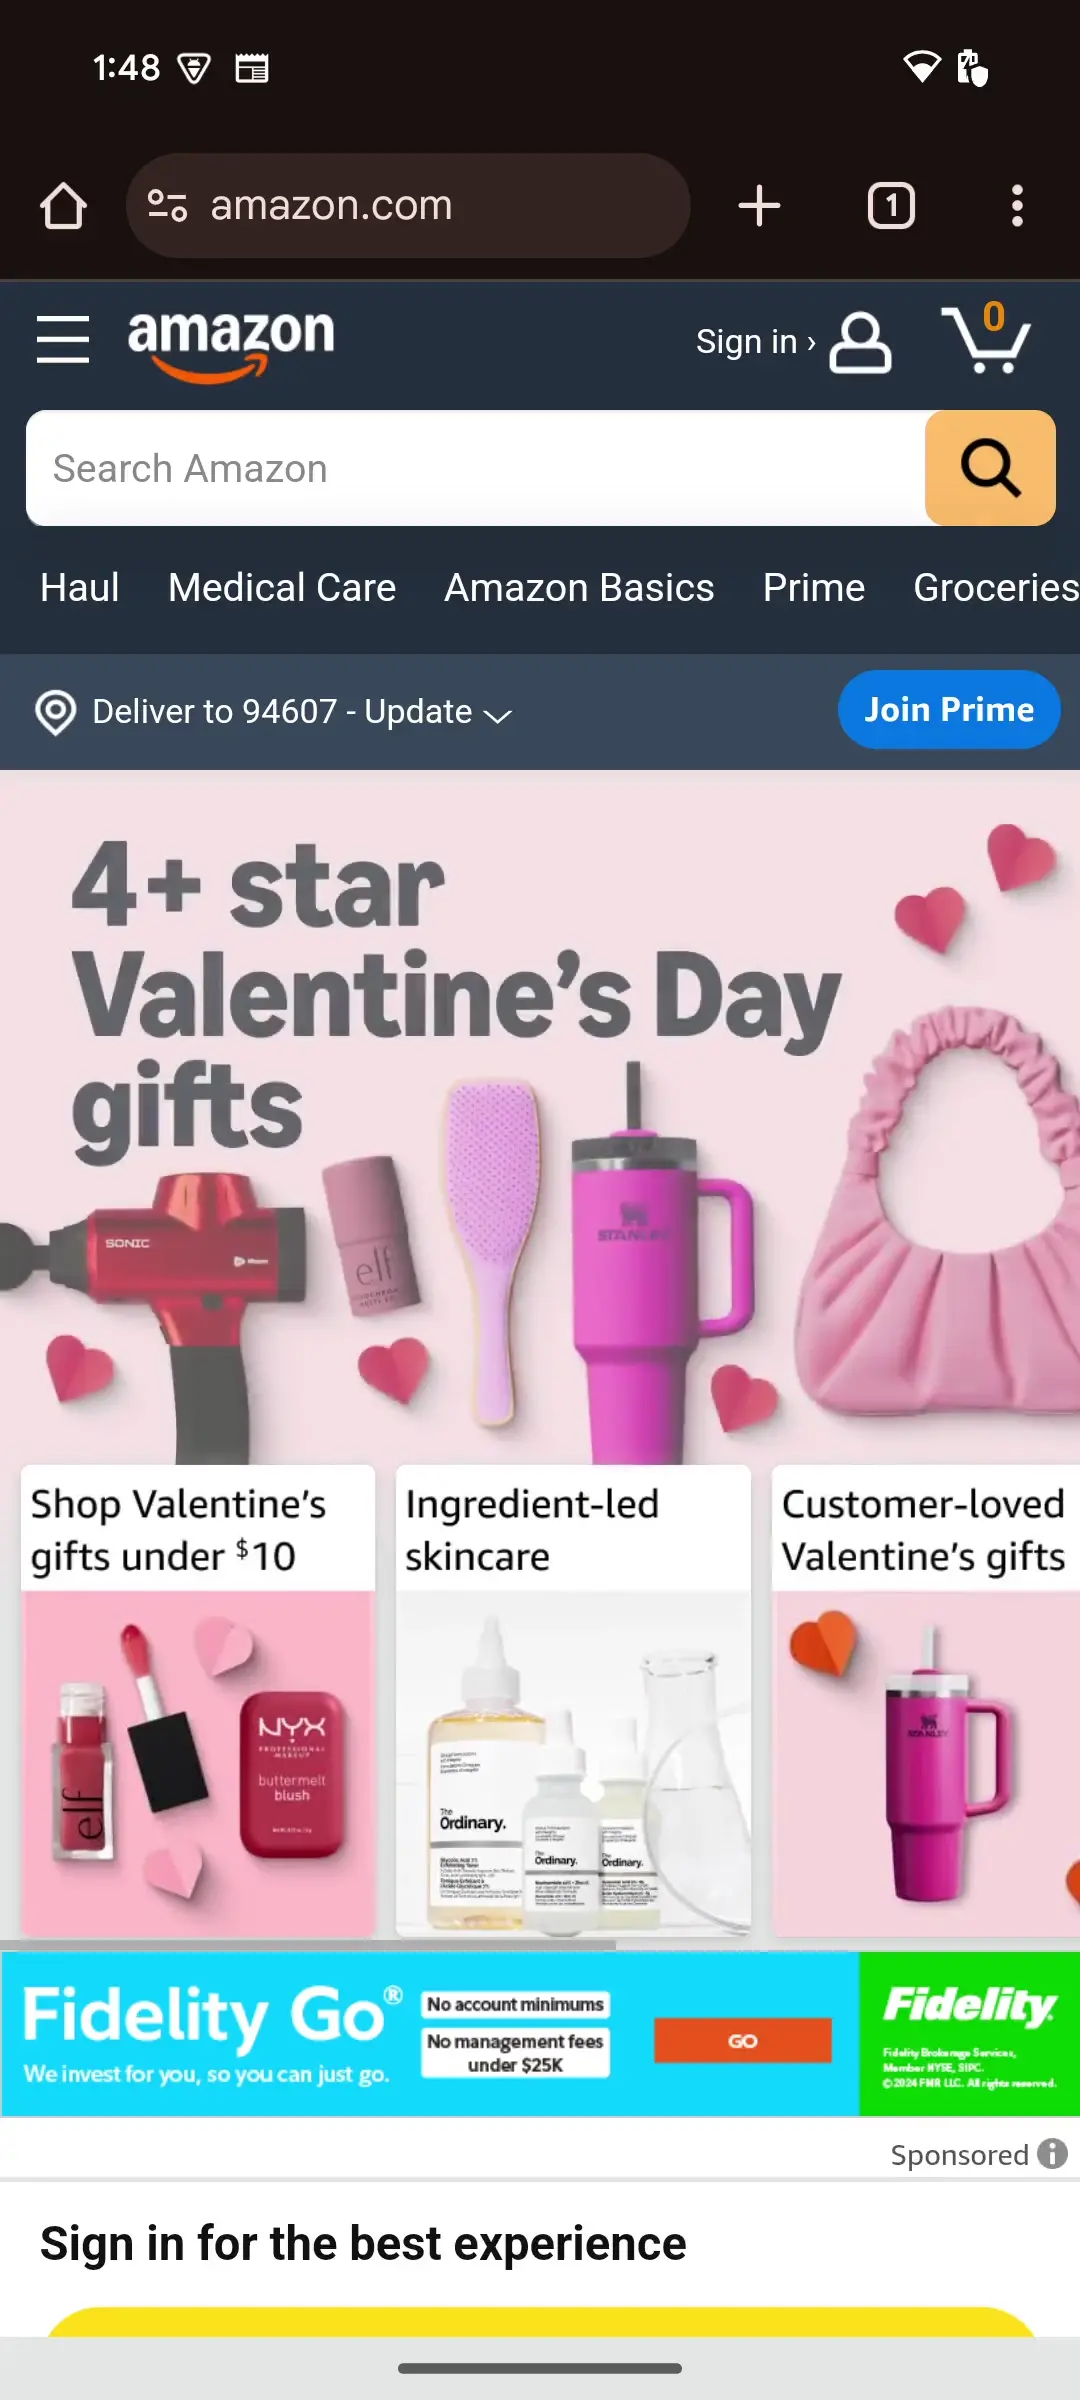 1:48
amazon.com
1
amazon
Sign in ›
0
Search Amazon
Haul Medical Care Amazon Basics Prime Groceries
Deliver to 94607 - Update
Join Prime
4+ star
Valentine's Day
gifts
SONIC
elf
STANLEY
Shop Valentine's
gifts under $10
Ingredient-led
skincare
Customer-loved
Valentine's gifts
elf
NYX
PROFESSIONAL
MAKEUP
buttermelt
blush
The
Ordinary.
The
Ordinary.
The
Ordinary.
STANLEY
Fidelity Go®
We invest for you, so you can just go.
No account minimums
No management fees
under $25K
GO
Fidelity
Fidelity Brokerage Services,
Member NYSE, SIPC.
©2024 FMR LLC. All rights reserved.
Sponsored
Sign in for the best experience